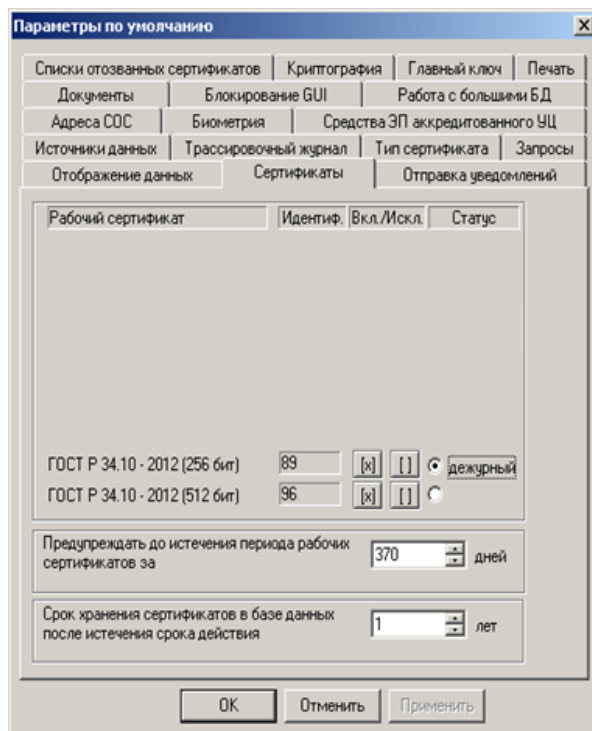 Параметры по умолчанию
Списки отозванных сертификатов Криптография Главный ключ Печать
Документы Блокирование GUI Работа с большими БД
Адреса СОС Биометрия Средства ЭП аккредитованного УЦ
Источники данных Трассировочный журнал Тип сертификата Запросы
Отображение данных Сертификаты Отправка уведомлений
Рабочий сертификат Идентиф. Вкл./Искл. Статус
ГОСТ Р 34.10 - 2012 (256 бит) 89 [x] [ ] дежурный
ГОСТ Р 34.10 - 2012 (512 бит) 96 [x] [ ]
Предупреждать до истечения периода рабочих
сертификатов за 370 дней
Срок хранения сертификатов в базе данных
после истечения срока действия 1 лет
OK Отменить Применить